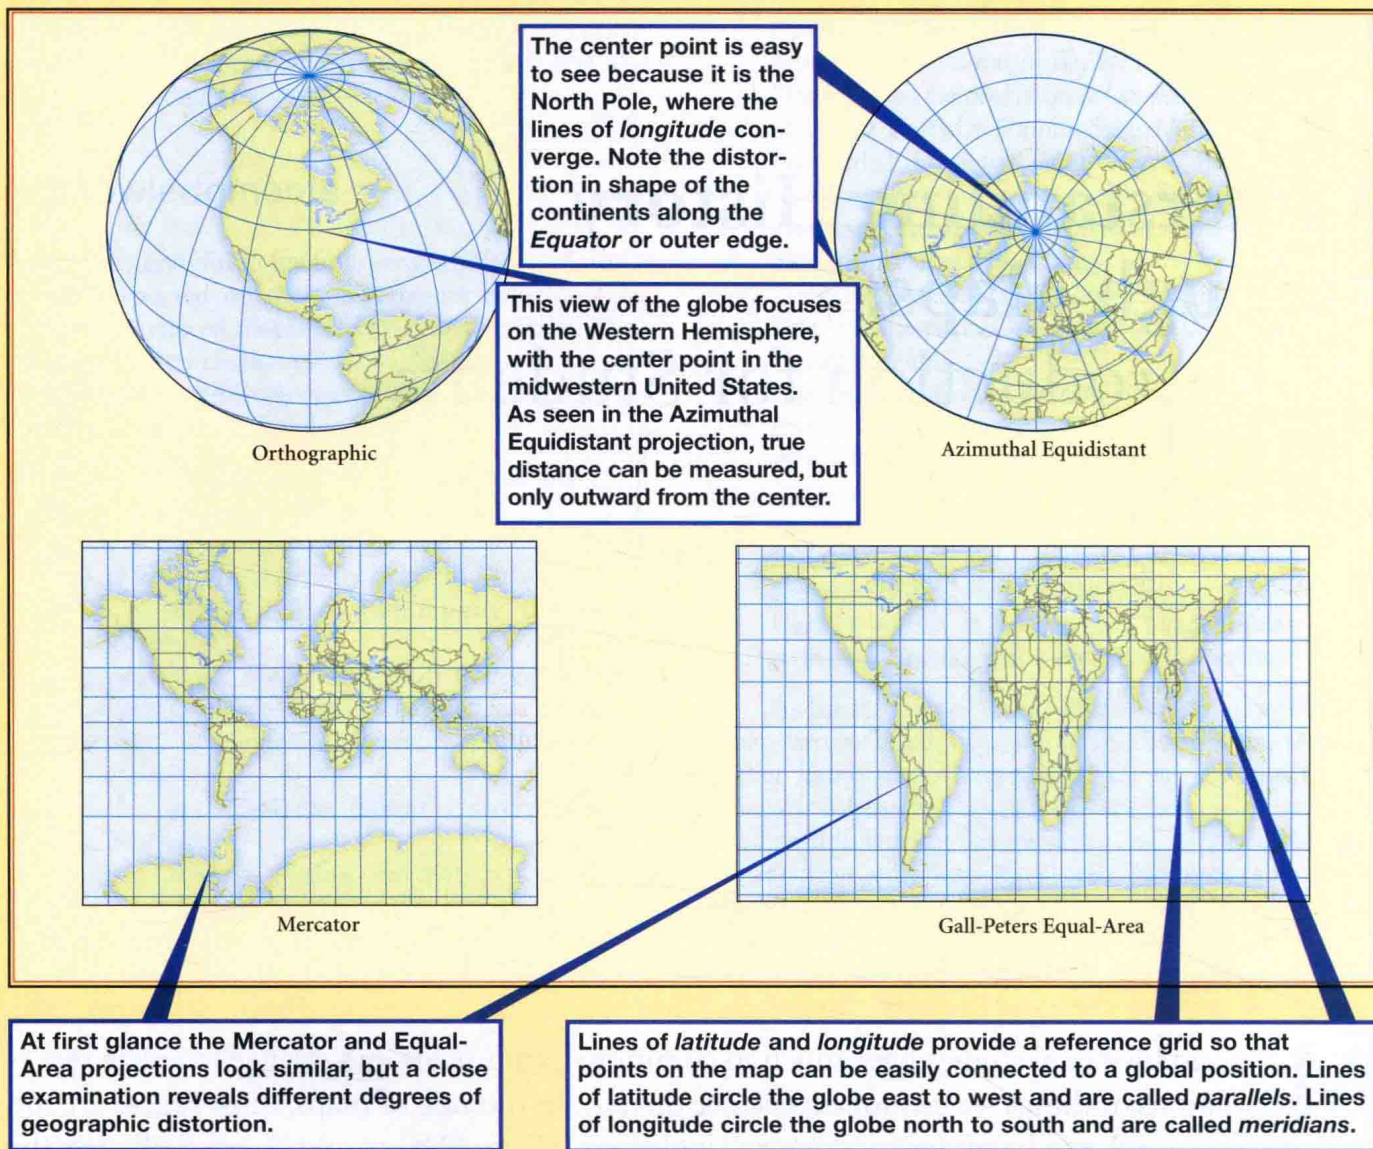 The center point is easy
to see because it is the
North Pole, where the
lines of longitude con-
verge. Note the distor-
tion in shape of the
continents along the
Equator or outer edge.
This view of the globe focuses
on the Western Hemisphere,
with the center point in the
midwestern United States.
As seen in the Azimuthal
Equidistant projection, true
distance can be measured, but
only outward from the center.
Orthographic
Azimuthal Equidistant
Mercator
Gall-Peters Equal-Area
At first glance the Mercator and Equal-
Area projections look similar, but a close
examination reveals different degrees of
geographic distortion.
Lines of latitude and longitude provide a reference grid so that
points on the map can be easily connected to a global position. Lines
of latitude circle the globe east to west and are called parallels. Lines
of longitude circle the globe north to south and are called meridians.